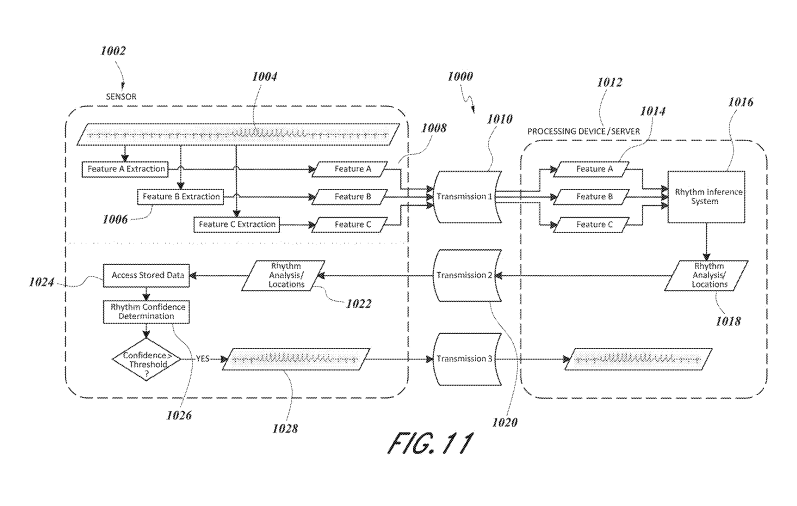 1002
SENSOR
1004
1000
1008
1010
1012
PROCESSING DEVICE/SERVER
1014
1016
Feature A Extraction
Feature A
Feature B Extraction
Feature B
1006
Feature C Extraction
Feature C
Transmission 1
Feature A
Feature B
Feature C
Rhythm Inference
System
1024
Access Stored Data
Rhythm
Analysis/
Locations
1022
Transmission 2
Rhythm
Analysis/
Locations
1018
Rhythm Confidence
Determination
Confidence>
Threshold
?
YES
Transmission 3
1026
1028
1020
FIG. 11